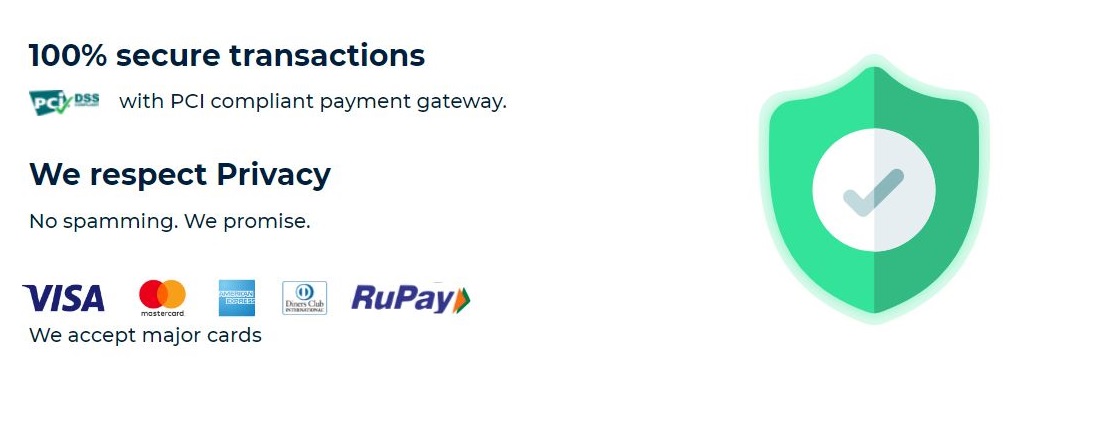 100% secure transactions
PCI DSS COMPLIANT with PCI compliant payment gateway.
We respect Privacy
No spamming. We promise.
VISA mastercard AMERICAN EXPRESS Diners Club INTERNATIONAL RuPay
We accept major cards